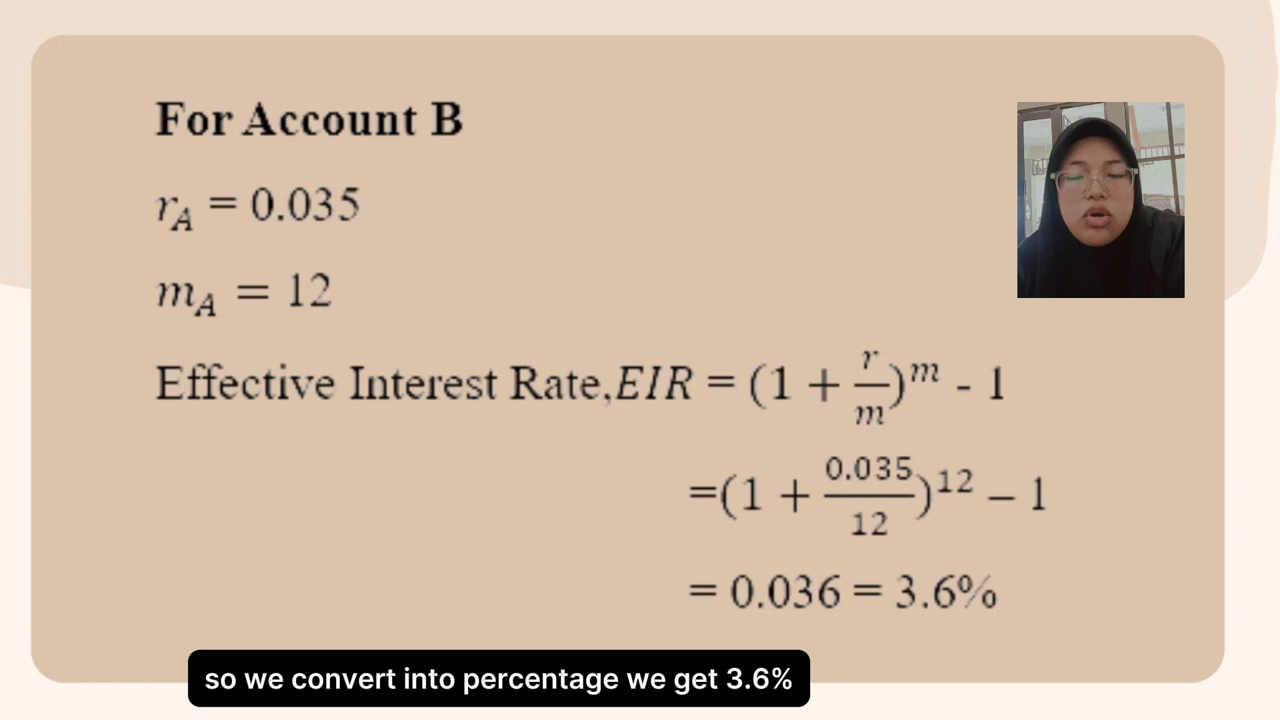 For Account B
r_A = 0.035
m_A = 12
Effective Interest Rate,EIR = (1 + r/m)^m - 1
=(1 + 0.035/12)^12 – 1
= 0.036 = 3.6%
so we convert into percentage we get 3.6%